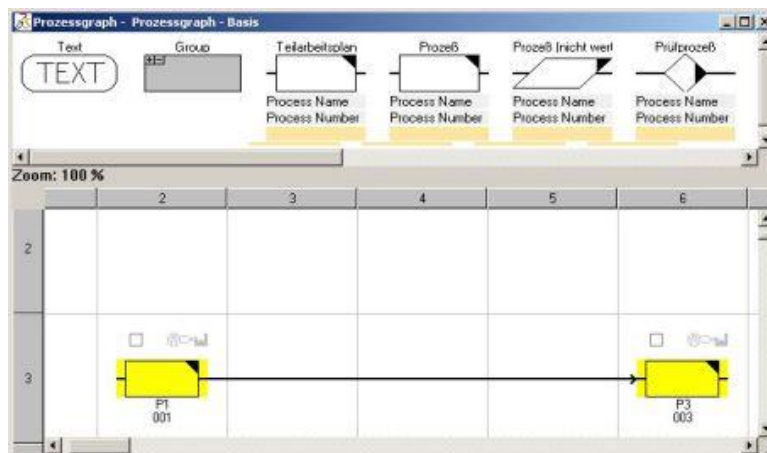 Prozessgraph - Prozessgraph - Basis
Text Group Teilarbeitsplan Prozeß Prozeß (nicht wert Prüfprozeß
TEXT
Process Name Process Name Process Name Process Name
Process Number Process Number Process Number Process Number
Zoom: 100 %
2 3 4 5 6
2
3
P1 P3
001 003